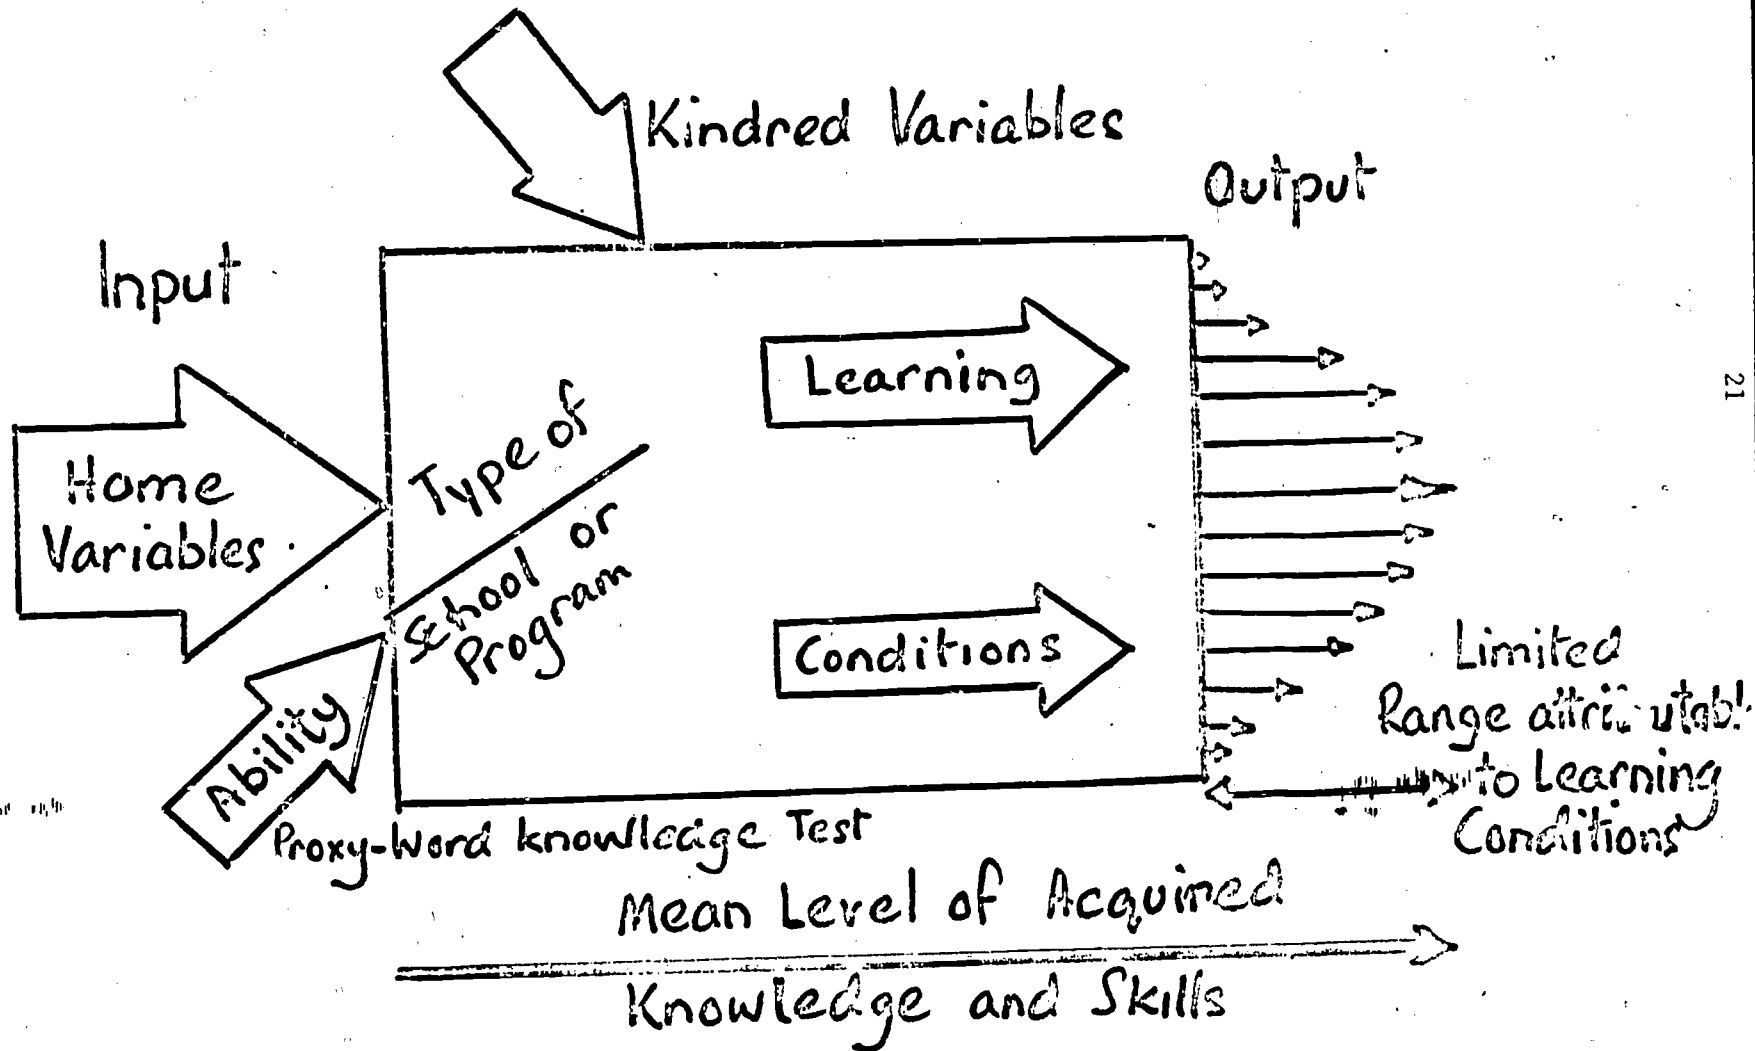 Kindred Variables
Output
Input
21
Learning
Type of
School or
Program
Home
Variables
Conditions
Ability
Limited
Range
to Learning
Conditions
Proxy-Word knowledge Test
Mean Level of Acquired
Knowledge and Skills